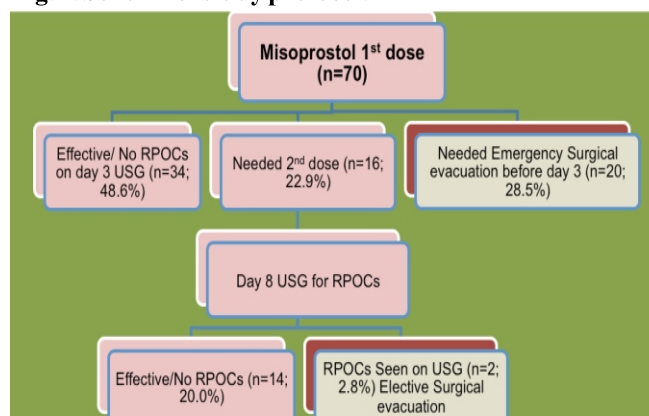 Misoprostol 1st dose
(n=70)
Effective/ No RPOCs
on day 3 USG (n=34;
48.6%)
Needed 2nd dose (n=16;
22.9%)
Needed Emergency Surgical
evacuation before day 3 (n=20;
28.5%)
Day 8 USG for RPOCs
Effective/No RPOCs (n=14;
20.0%)
RPOCs Seen on USG (n=2;
2.8%) Elective Surgical
evacuation